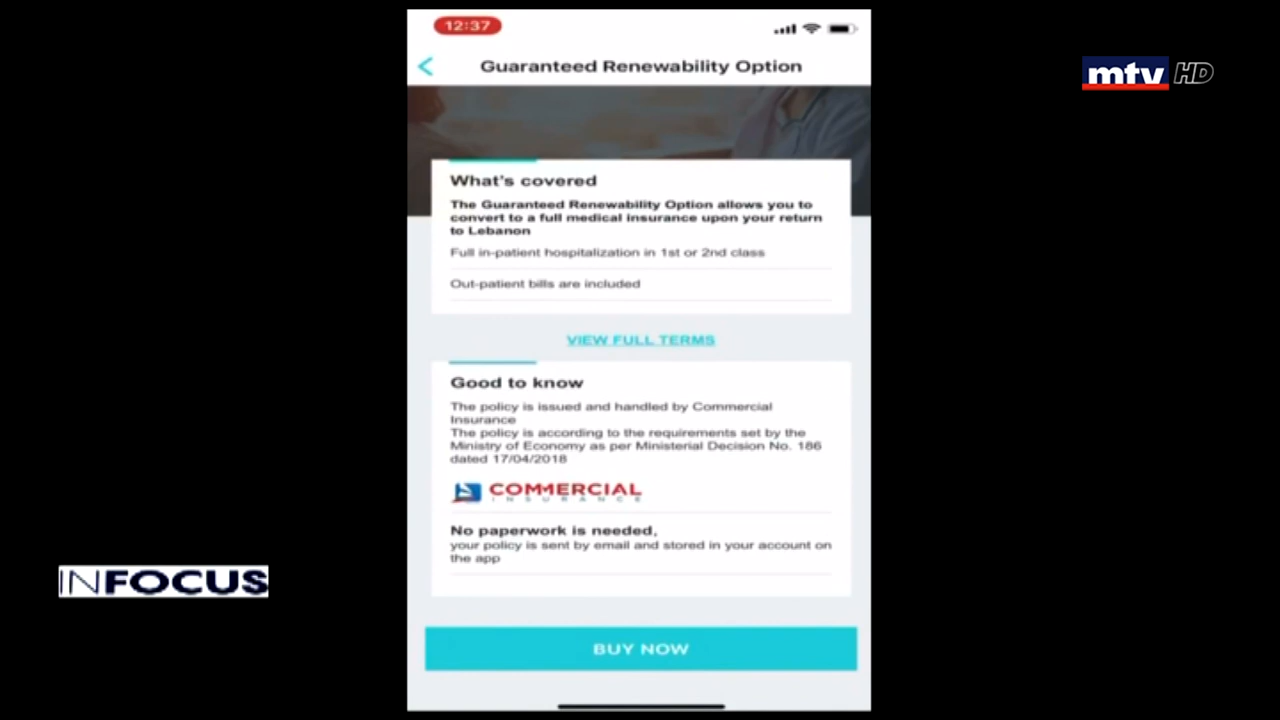 12:37
Guaranteed Renewability Option
mtv HD
What's covered
The Guaranteed Renewability Option allows you to
convert to a full medical insurance upon your return
to Lebanon
Full in-patient hospitalization in 1st or 2nd class
Out-patient bills are included
VIEW FULL TERMS
Good to know
The policy is issued and handled by Commercial
Insurance
The policy is according to the requirements set by the
Ministry of Economy as per Ministerial Decision No. 186
dated 17/04/2018
COMMERCIAL
INSURANCE
No paperwork is needed,
your policy is sent by email and stored in your account on
the app
INFOCUS
BUY NOW